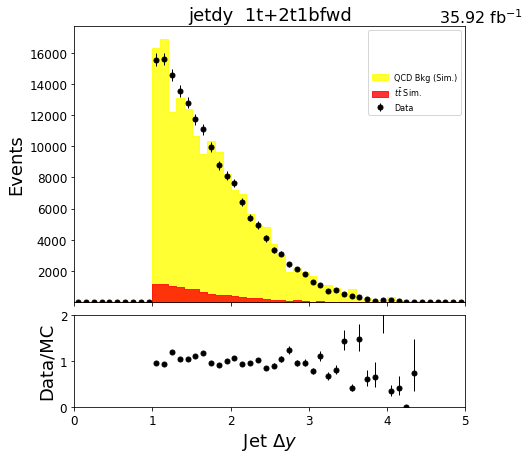 jetdy 1t+2t1bfwd
35.92 fb⁻¹
QCD Bkg (Sim.)
tt̄ Sim.
Data
Events
16000
14000
12000
10000
8000
6000
4000
2000
Data/MC
2
1
0
0 1 2 3 4 5
Jet Δy